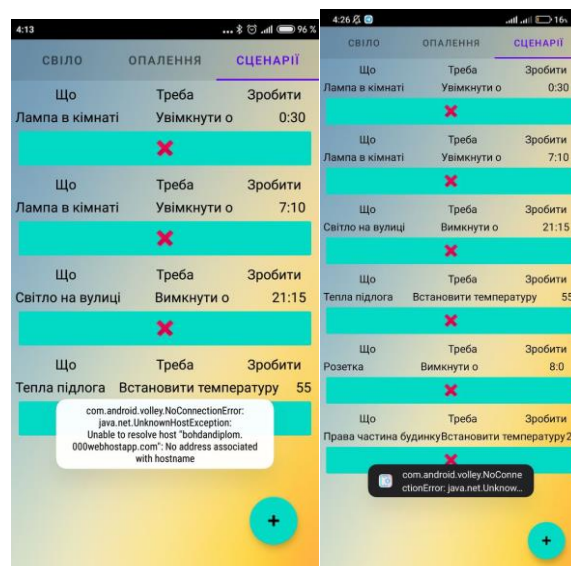 4:13
96 %
СВІЛО ОПАЛЕННЯ СЦЕНАРІЇ
Що Треба Зробити
Лампа в кімнаті Увімкнути о 0:30
Що Треба Зробити
Лампа в кімнаті Увімкнути о 7:10
Що Треба Зробити
Світло на вулиці Вимкнути о 21:15
Що Треба Зробити
Тепла підлога Встановити температуру 55
com.android.volley.NoConnectionError:
java.net.UnknownHostException:
Unable to resolve host "bohdandiplom.
000webhostapp.com": No address associated
with hostname
+
4:26
16%
СВІЛО ОПАЛЕННЯ СЦЕНАРІЇ
Що Треба Зробити
Лампа в кімнаті Увімкнути о 0:30
Що Треба Зробити
Лампа в кімнаті Увімкнути о 7:10
Що Треба Зробити
Світло на вулиці Вимкнути о 21:15
Що Треба Зробити
Тепла підлога Встановити температуру 55
Що Треба Зробити
Розетка Вимкнути о 8:0
Що Треба Зробити
Права частина будинкуВстановити температуру2
com.android.volley.NoConne
ctionError: java.net.Unknow...
+